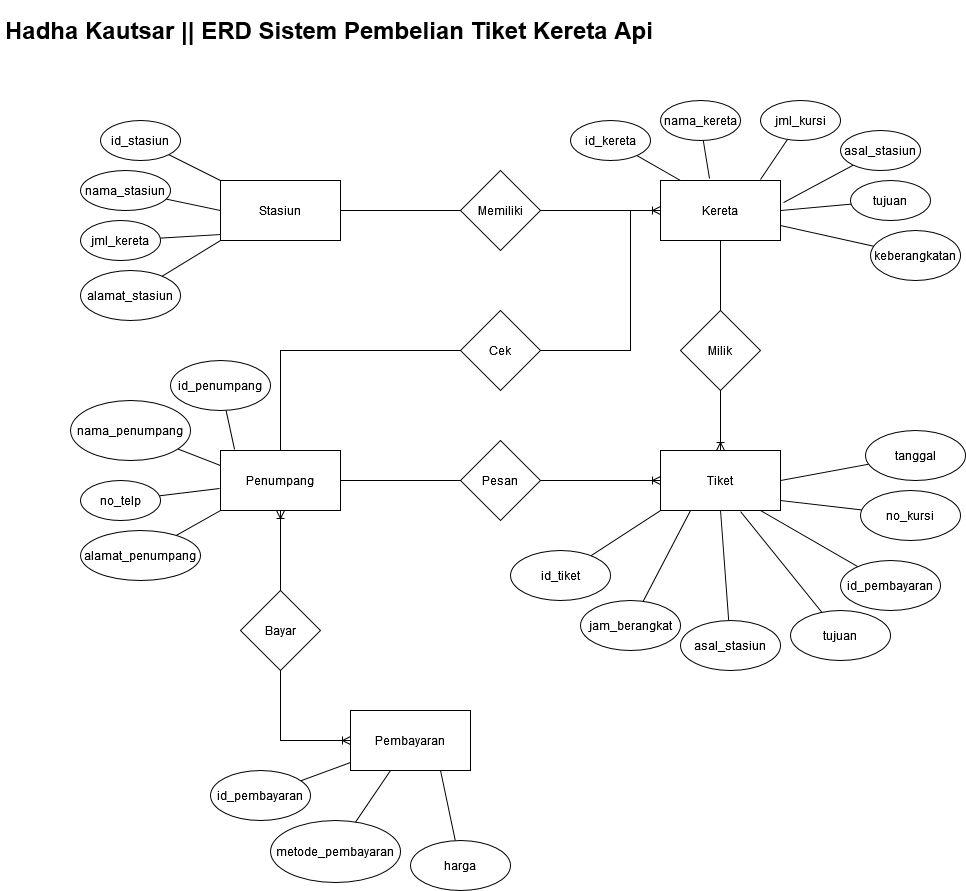 Hadha Kautsar || ERD Sistem Pembelian Tiket Kereta Api
id_stasiun
nama_stasiun
jml_kereta
alamat_stasiun
Stasiun
Memiliki
id_kereta
nama_kereta
jml_kursi
asal_stasiun
tujuan
keberangkatan
Kereta
Cek
Milik
id_penumpang
nama_penumpang
no_telp
alamat_penumpang
Penumpang
Pesan
Tiket
tanggal
no_kursi
id_pembayaran
tujuan
asal_stasiun
jam_berangkat
id_tiket
Bayar
Pembayaran
id_pembayaran
metode_pembayaran
harga